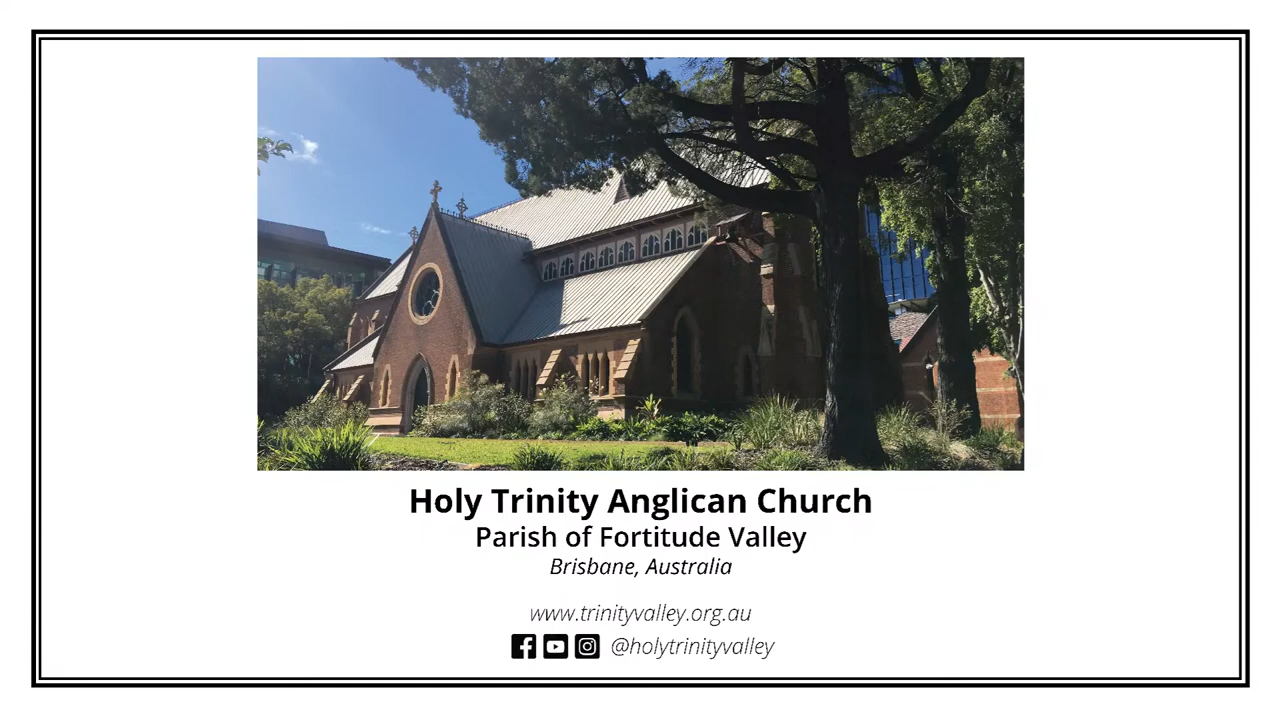 Holy Trinity Anglican Church
Parish of Fortitude Valley
Brisbane, Australia
www.trinityvalley.org.au
@holytrinityvalley